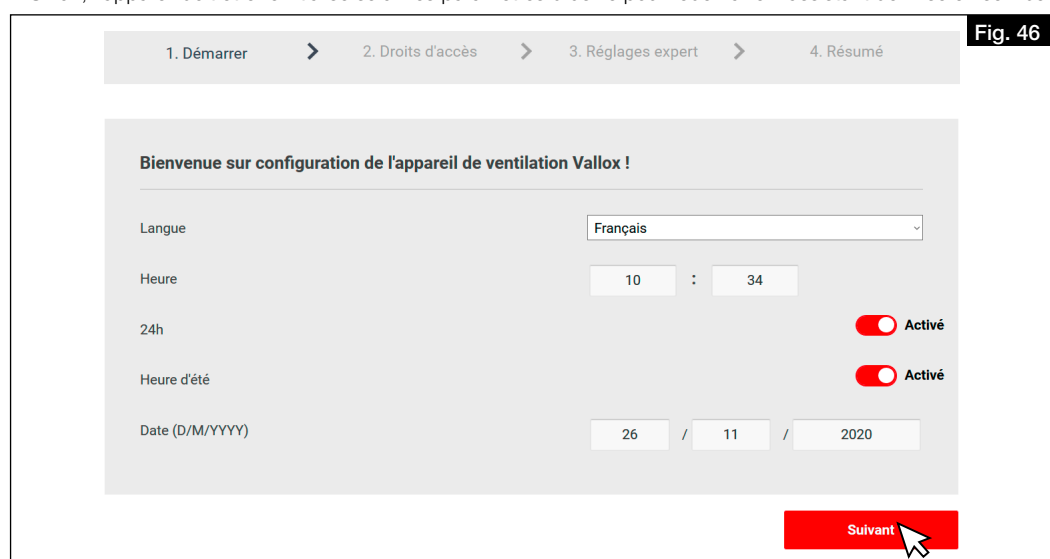 Fig. 46
1. Démarrer > 2. Droits d'accès > 3. Réglages expert > 4. Résumé
Bienvenue sur configuration de l'appareil de ventilation Vallox !
Langue Français
Heure 10 : 34
24h Activé
Heure d'été Activé
Date (D/M/YYYY) 26 / 11 / 2020
Suivant